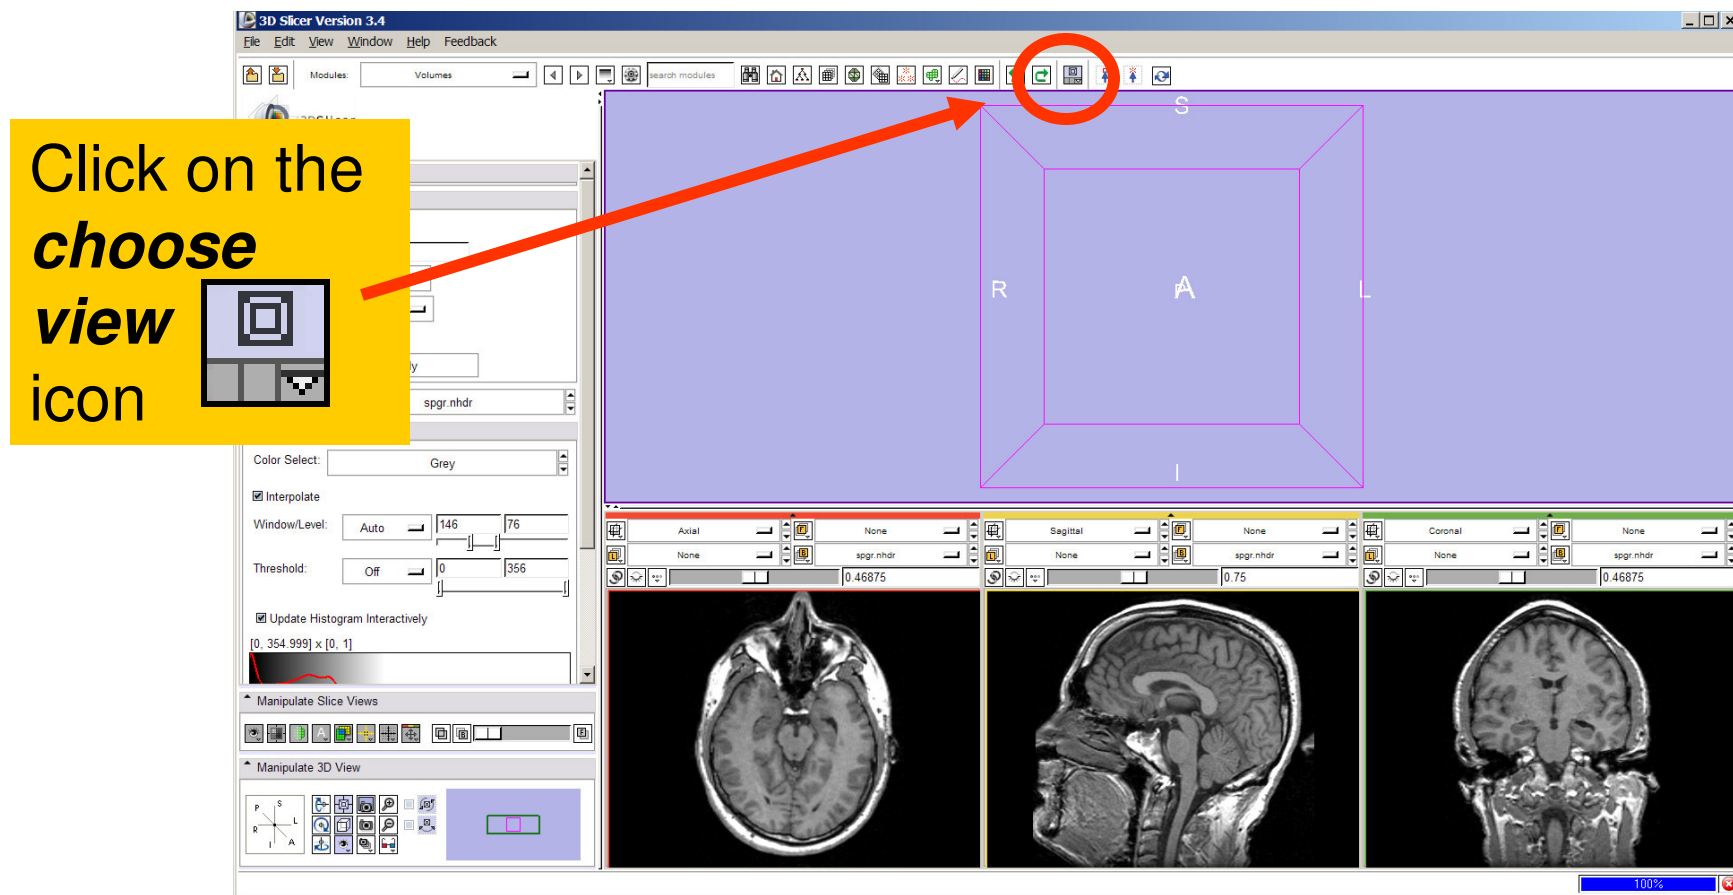 3D Slicer Version 3.4
File Edit View Window Help Feedback
Modules: Volumes search modules
3DSlicer
Click on the
choose
view
icon
S
R A P L
I
spgr.nhdr
Color Select: Grey
Interpolate
Window/Level: Auto 146 76
Threshold: Off 0 356
Update Histogram Interactively
[0, 354.999] x [0, 1]
Axial None
None spgr.nhdr
0.46875
Sagittal None
None spgr.nhdr
0.75
Coronal None
None spgr.nhdr
0.46875
Manipulate Slice Views
Manipulate 3D View
P S
R L
I A
100%